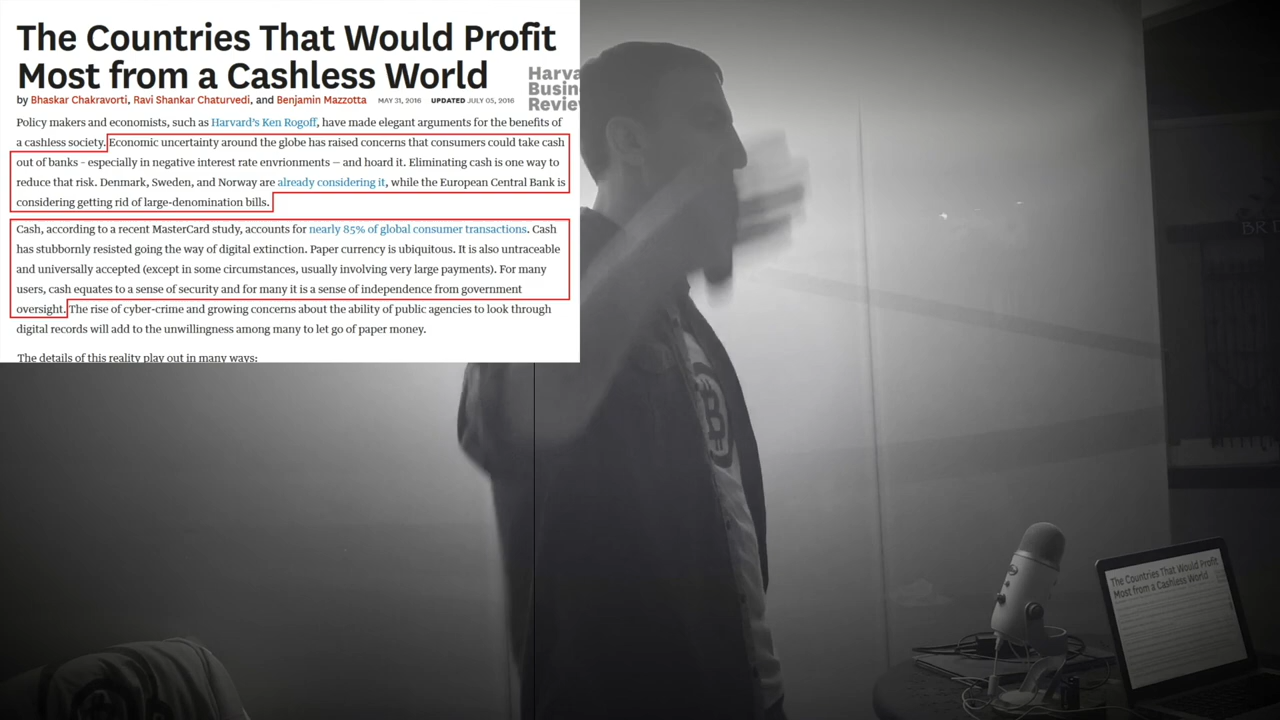 The Countries That Would Profit
Most from a Cashless World
by Bhaskar Chakravorti, Ravi Shankar Chaturvedi, and Benjamin Mazzotta MAY 31, 2016 UPDATED JULY 05, 2016
Harva
Busin
Revie
Policy makers and economists, such as Harvard's Ken Rogoff, have made elegant arguments for the benefits of
a cashless society. Economic uncertainty around the globe has raised concerns that consumers could take cash
out of banks – especially in negative interest rate envrionments — and hoard it. Eliminating cash is one way to
reduce that risk. Denmark, Sweden, and Norway are already considering it, while the European Central Bank is
considering getting rid of large-denomination bills.
Cash, according to a recent MasterCard study, accounts for nearly 85% of global consumer transactions. Cash
has stubbornly resisted going the way of digital extinction. Paper currency is ubiquitous. It is also untraceable
and universally accepted (except in some circumstances, usually involving very large payments). For many
users, cash equates to a sense of security and for many it is a sense of independence from government
oversight. The rise of cyber-crime and growing concerns about the ability of public agencies to look through
digital records will add to the unwillingness among many to let go of paper money.
The details of this reality play out in many ways:
The Countries That Would Profit
Most from a Cashless World